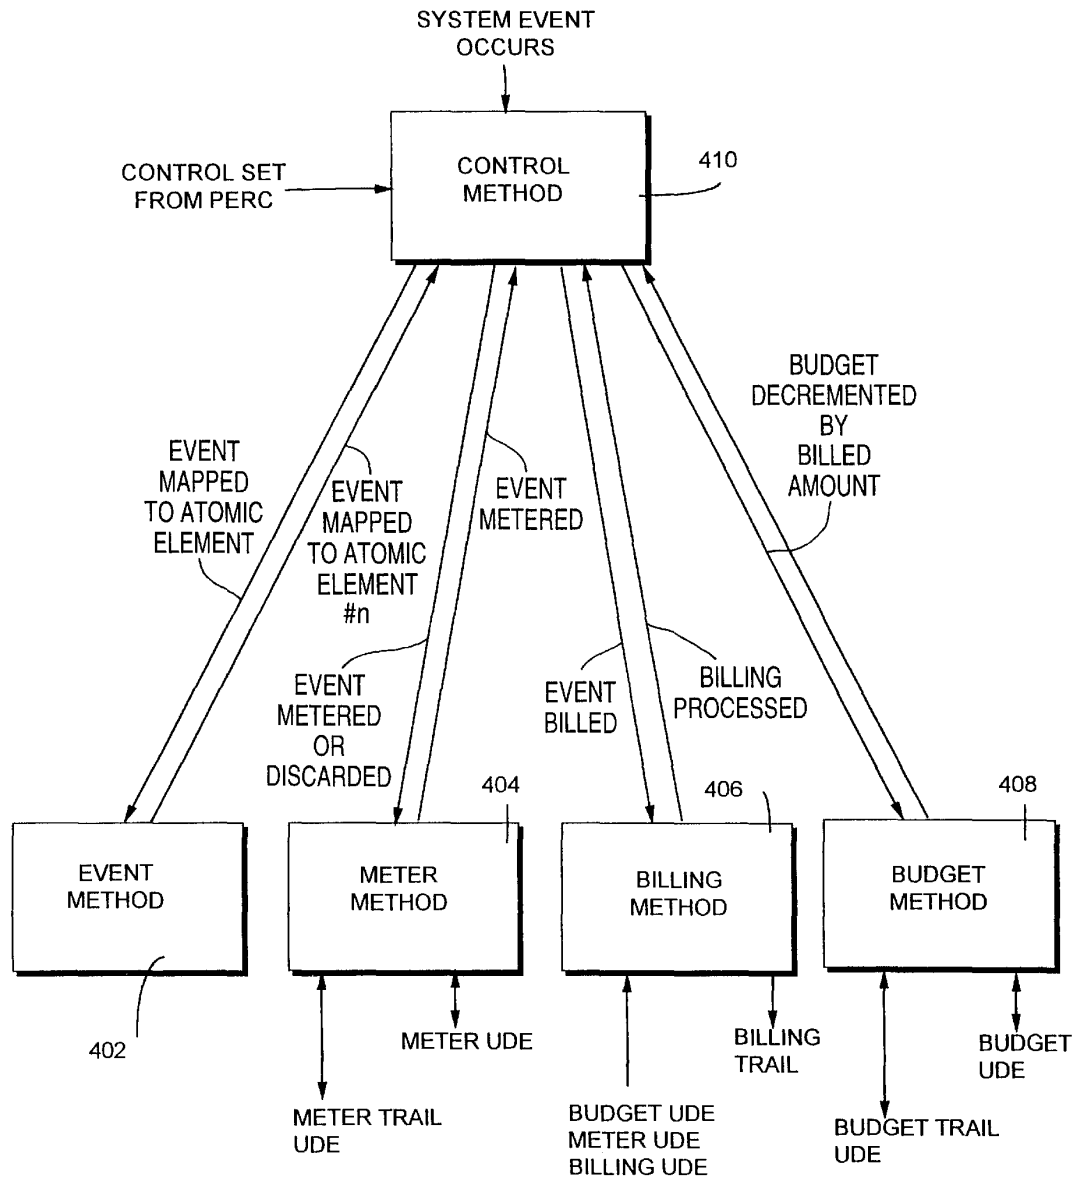 SYSTEM EVENT
OCCURS
CONTROL SET
FROM PERC
CONTROL
METHOD
410
BUDGET
DECREMENTED
BY
BILLED
AMOUNT
EVENT
MAPPED
TO ATOMIC
ELEMENT
EVENT
MAPPED
TO ATOMIC
ELEMENT
#n
EVENT
METERED
EVENT
METERED
OR
DISCARDED
EVENT
BILLED
BILLING
PROCESSED
404
406
408
EVENT
METHOD
METER
METHOD
BILLING
METHOD
BUDGET
METHOD
402
METER UDE
METER TRAIL
UDE
BILLING
TRAIL
BUDGET UDE
METER UDE
BILLING UDE
BUDGET
UDE
BUDGET TRAIL
UDE